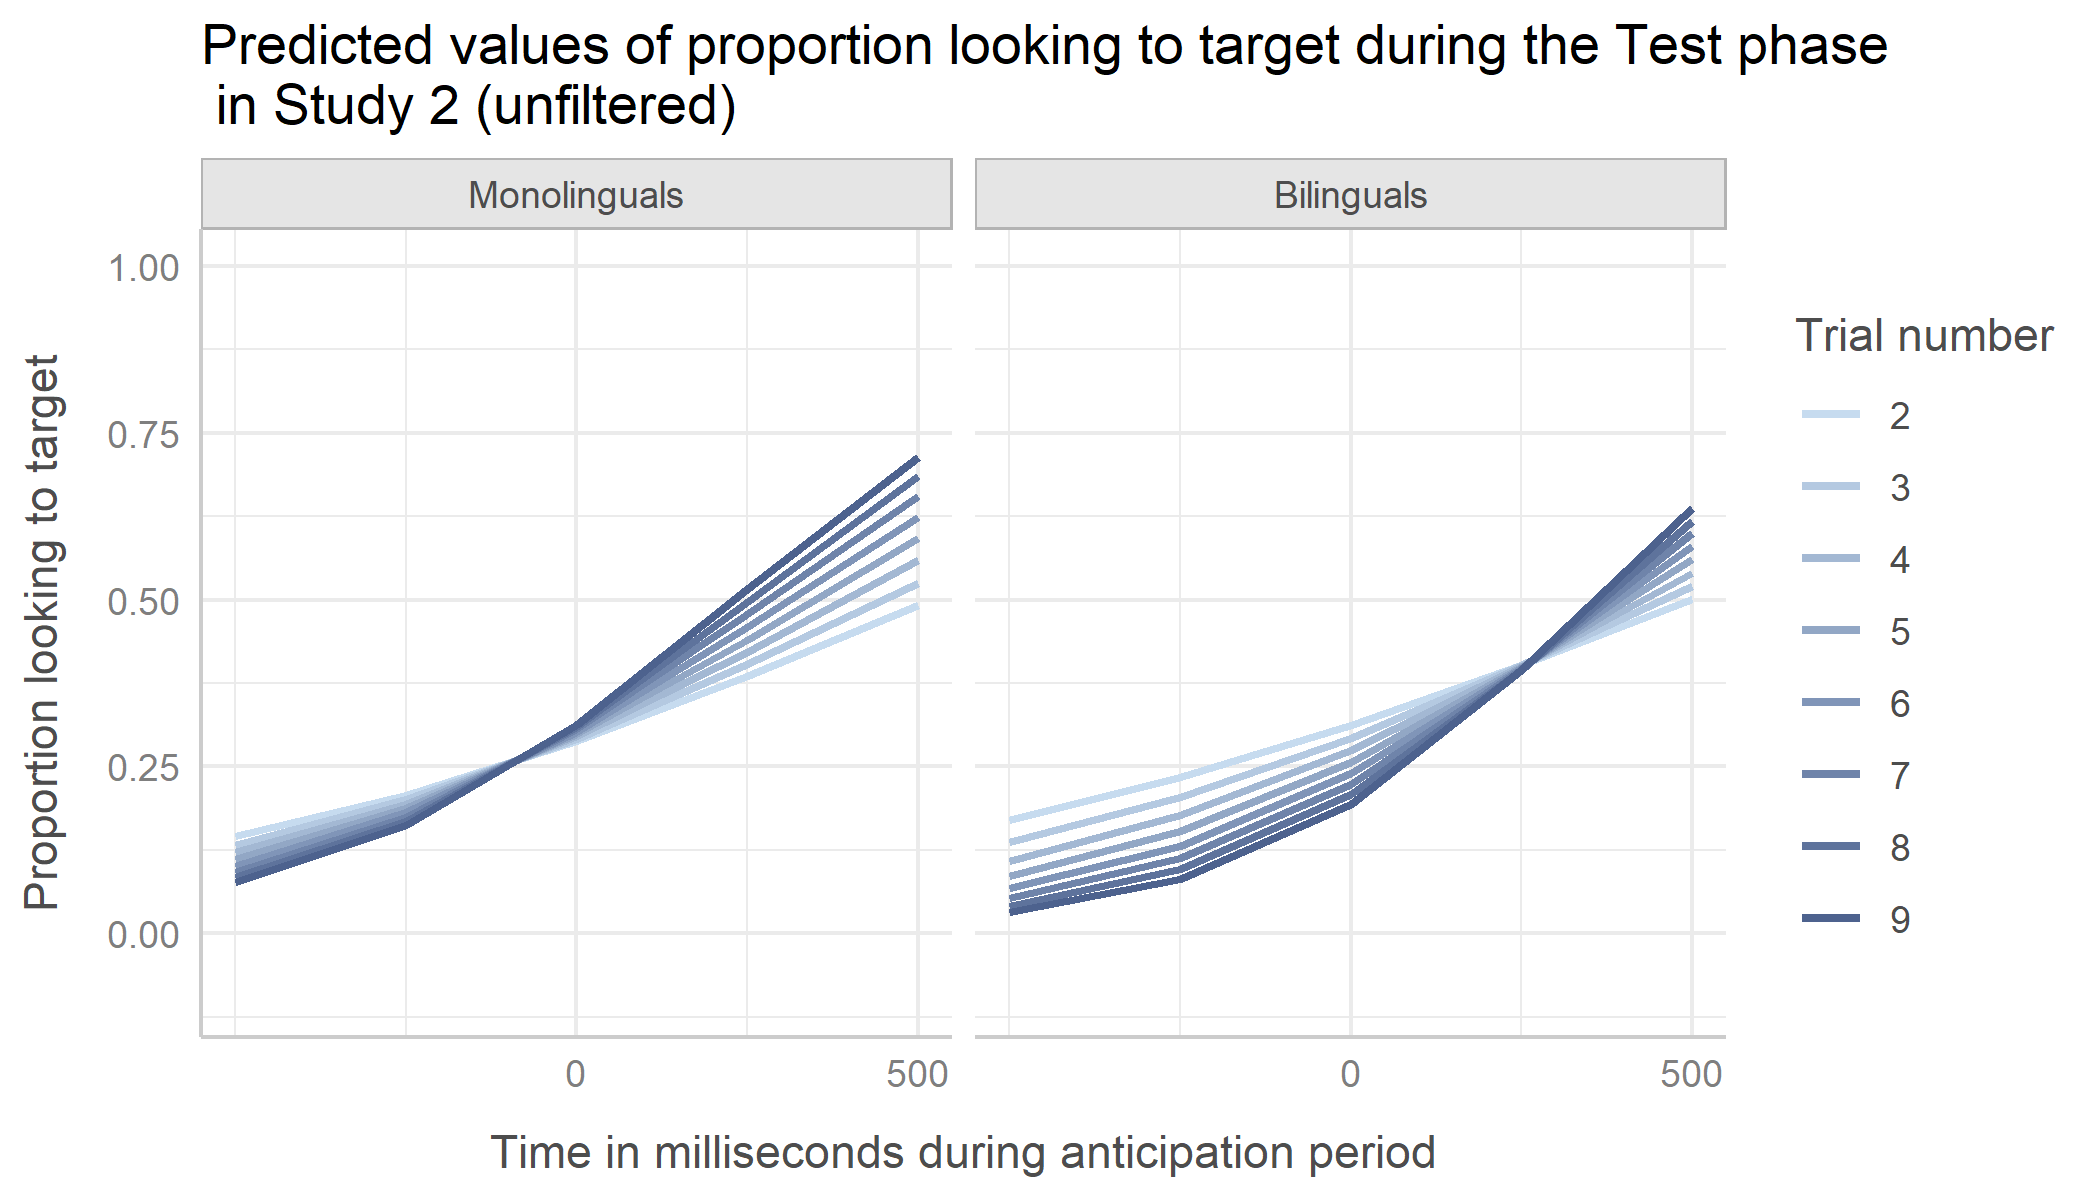 Predicted values of proportion looking to target during the Test phase
in Study 2 (unfiltered)
Monolinguals
Bilinguals
1.00
0.75
0.50
0.25
0.00
Proportion looking to target
0
500
0
500
Time in milliseconds during anticipation period
Trial number
2
3
4
5
6
7
8
9